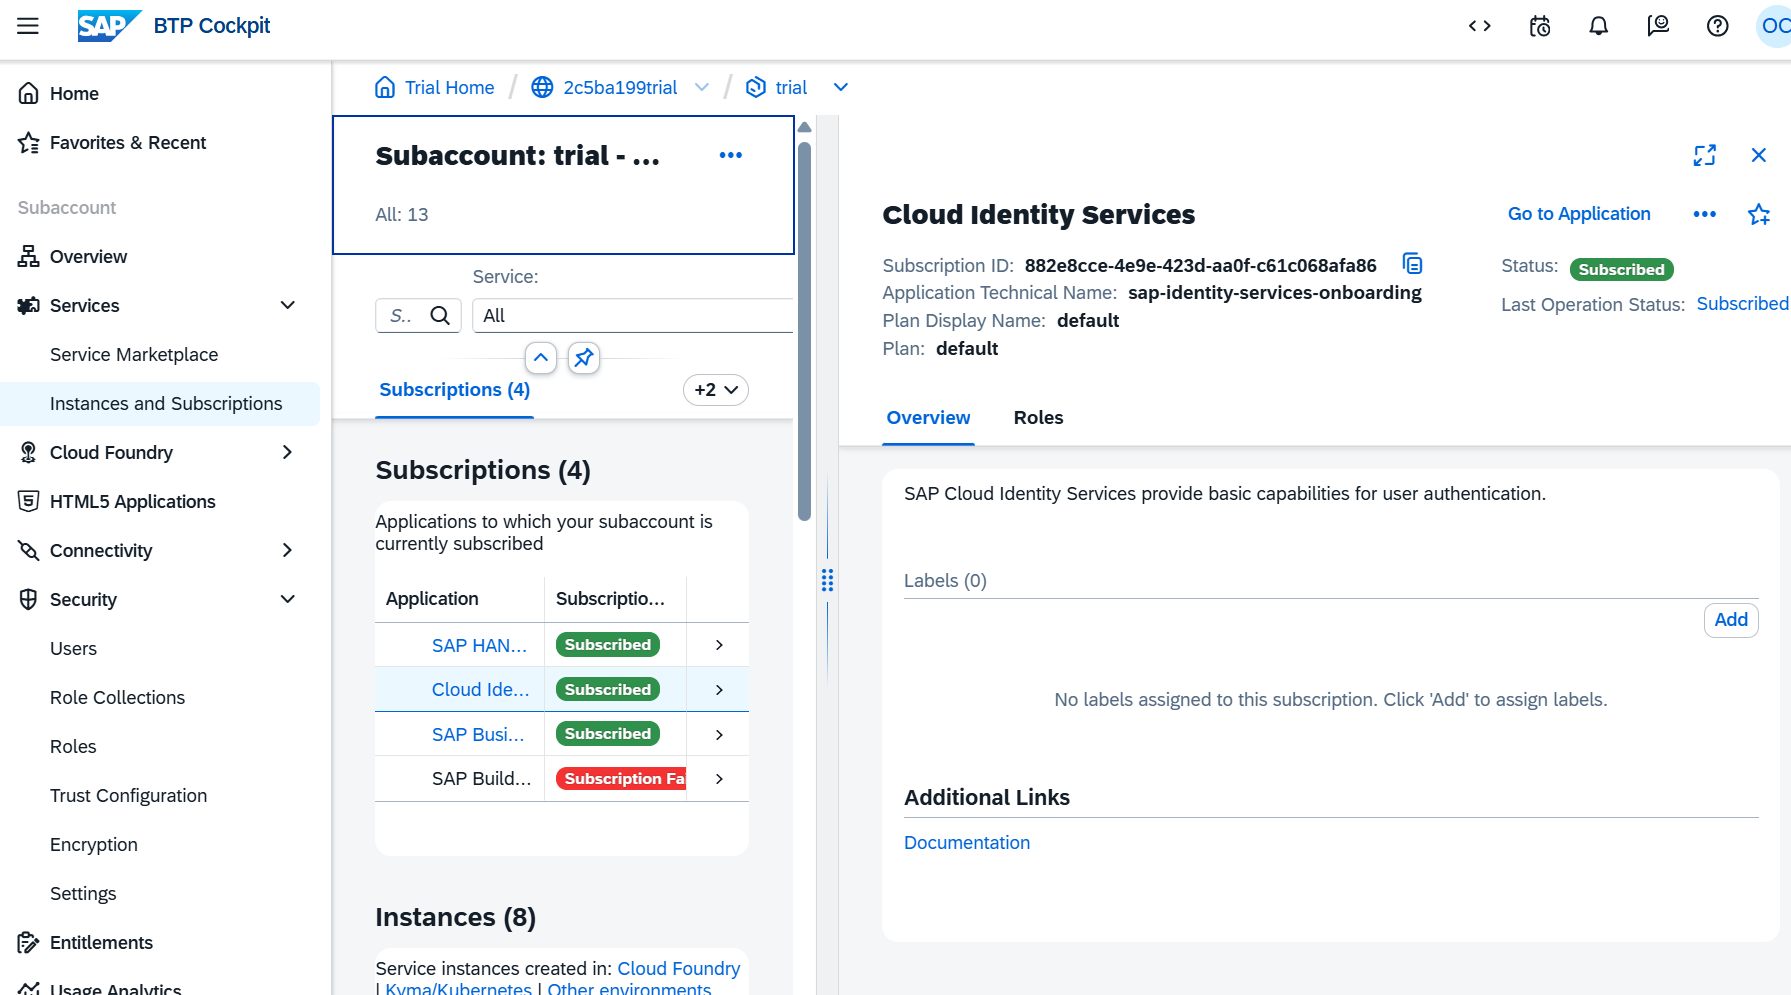 SAP BTP Cockpit
OC
Home
Favorites & Recent
Subaccount
Overview
Services
Service Marketplace
Instances and Subscriptions
Cloud Foundry
HTML5 Applications
Connectivity
Security
Users
Role Collections
Roles
Trust Configuration
Encryption
Settings
Entitlements
Usage Analytics
Trial Home / 2c5ba199trial / trial
Subaccount: trial - ...
All: 13
Service:
S..
All
Subscriptions (4)
+2
Subscriptions (4)
Applications to which your subaccount is
currently subscribed
Application Subscriptio...
SAP HAN... Subscribed
Cloud Ide... Subscribed
SAP Busi... Subscribed
SAP Build... Subscription Fa
Instances (8)
Service instances created in: Cloud Foundry
| Kyma/Kubernetes | Other environments
Cloud Identity Services
Go to Application
Subscription ID: 882e8cce-4e9e-423d-aa0f-c61c068afa86
Application Technical Name: sap-identity-services-onboarding
Plan Display Name: default
Plan: default
Status: Subscribed
Last Operation Status: Subscribed
Overview Roles
SAP Cloud Identity Services provide basic capabilities for user authentication.
Labels (0)
Add
No labels assigned to this subscription. Click 'Add' to assign labels.
Additional Links
Documentation